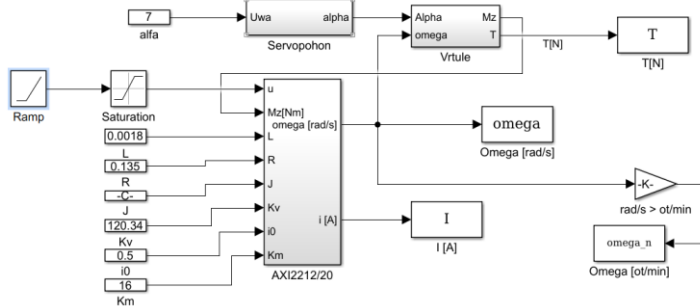 7
alfa
Uwa
alpha
Servopohon
Alpha
omega
Mz
T
Vrtule
T[N]
T
T[N]
Ramp
Saturation
0.0018
L
0.135
R
-C-
J
120.34
Kv
0.5
i0
16
Km
u
Mz[Nm]
omega [rad/s]
L
R
J
Kv
i [A]
i0
Km
AXI2212/20
omega
Omega [rad/s]
I
I [A]
-K-
rad/s > ot/min
omega_n
Omega [ot/min]